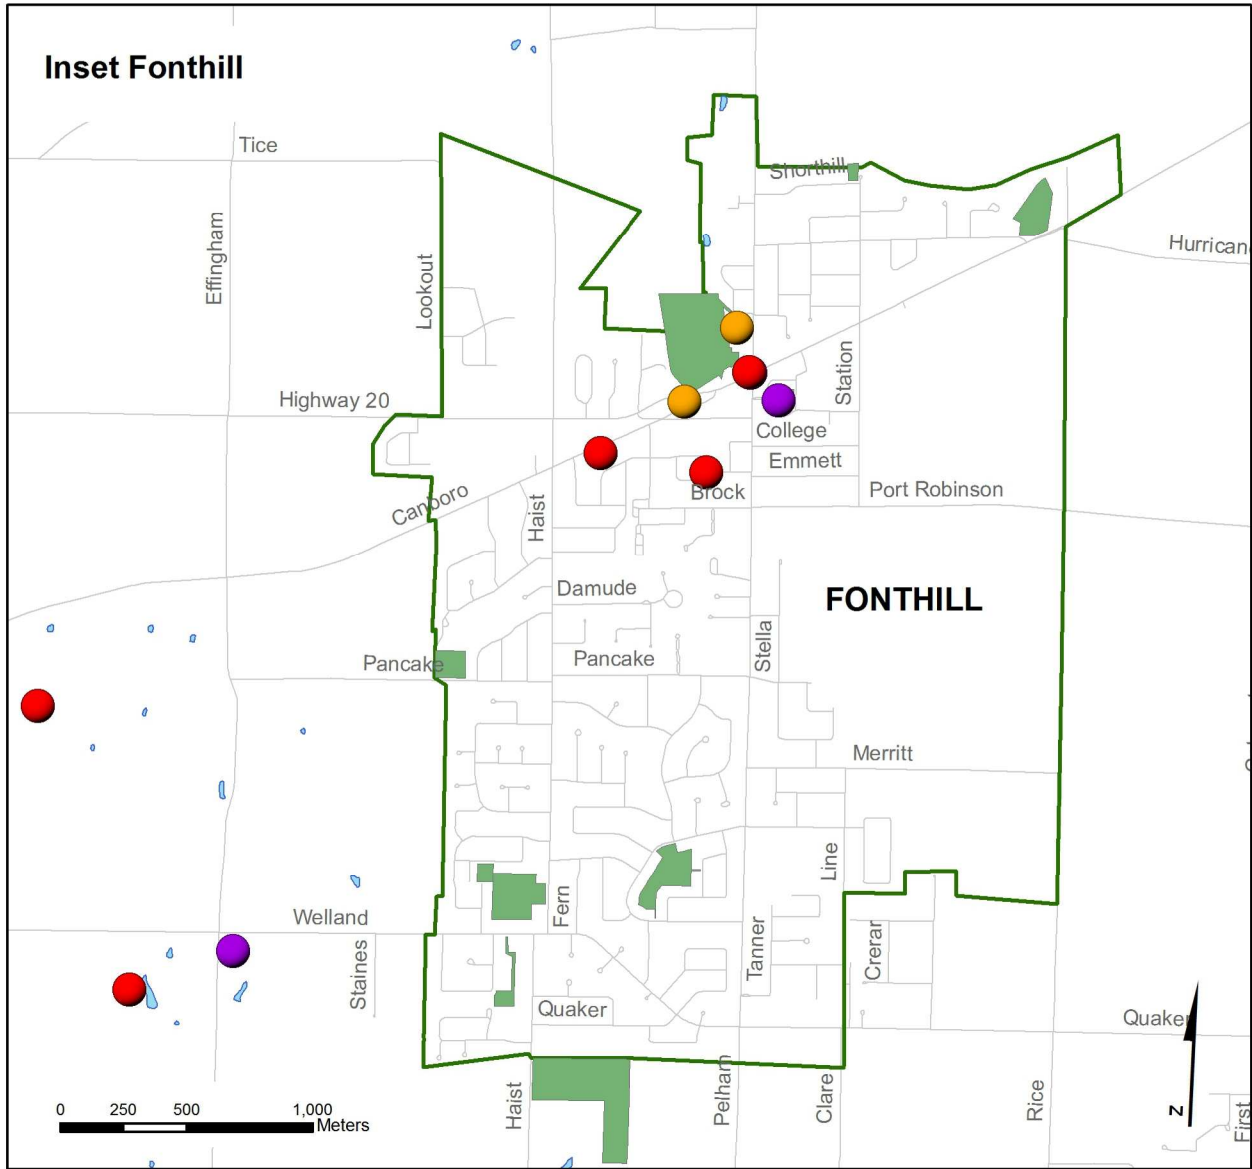 Inset Fonthill
Tice
Shorthill
Effingham
Lookout
Hurrican
Station
Highway 20
College
Emmett
Canboro
Haist
Brock
Port Robinson
Damude
FONTHILL
Pancake
Pancake
Stella
Merritt
Line
Fern
Welland
Staines
Tanner
Crerar
Quaker
Quaker
Haist
Pelham
Clare
Rice
First
0 250 500 1,000
Meters
N